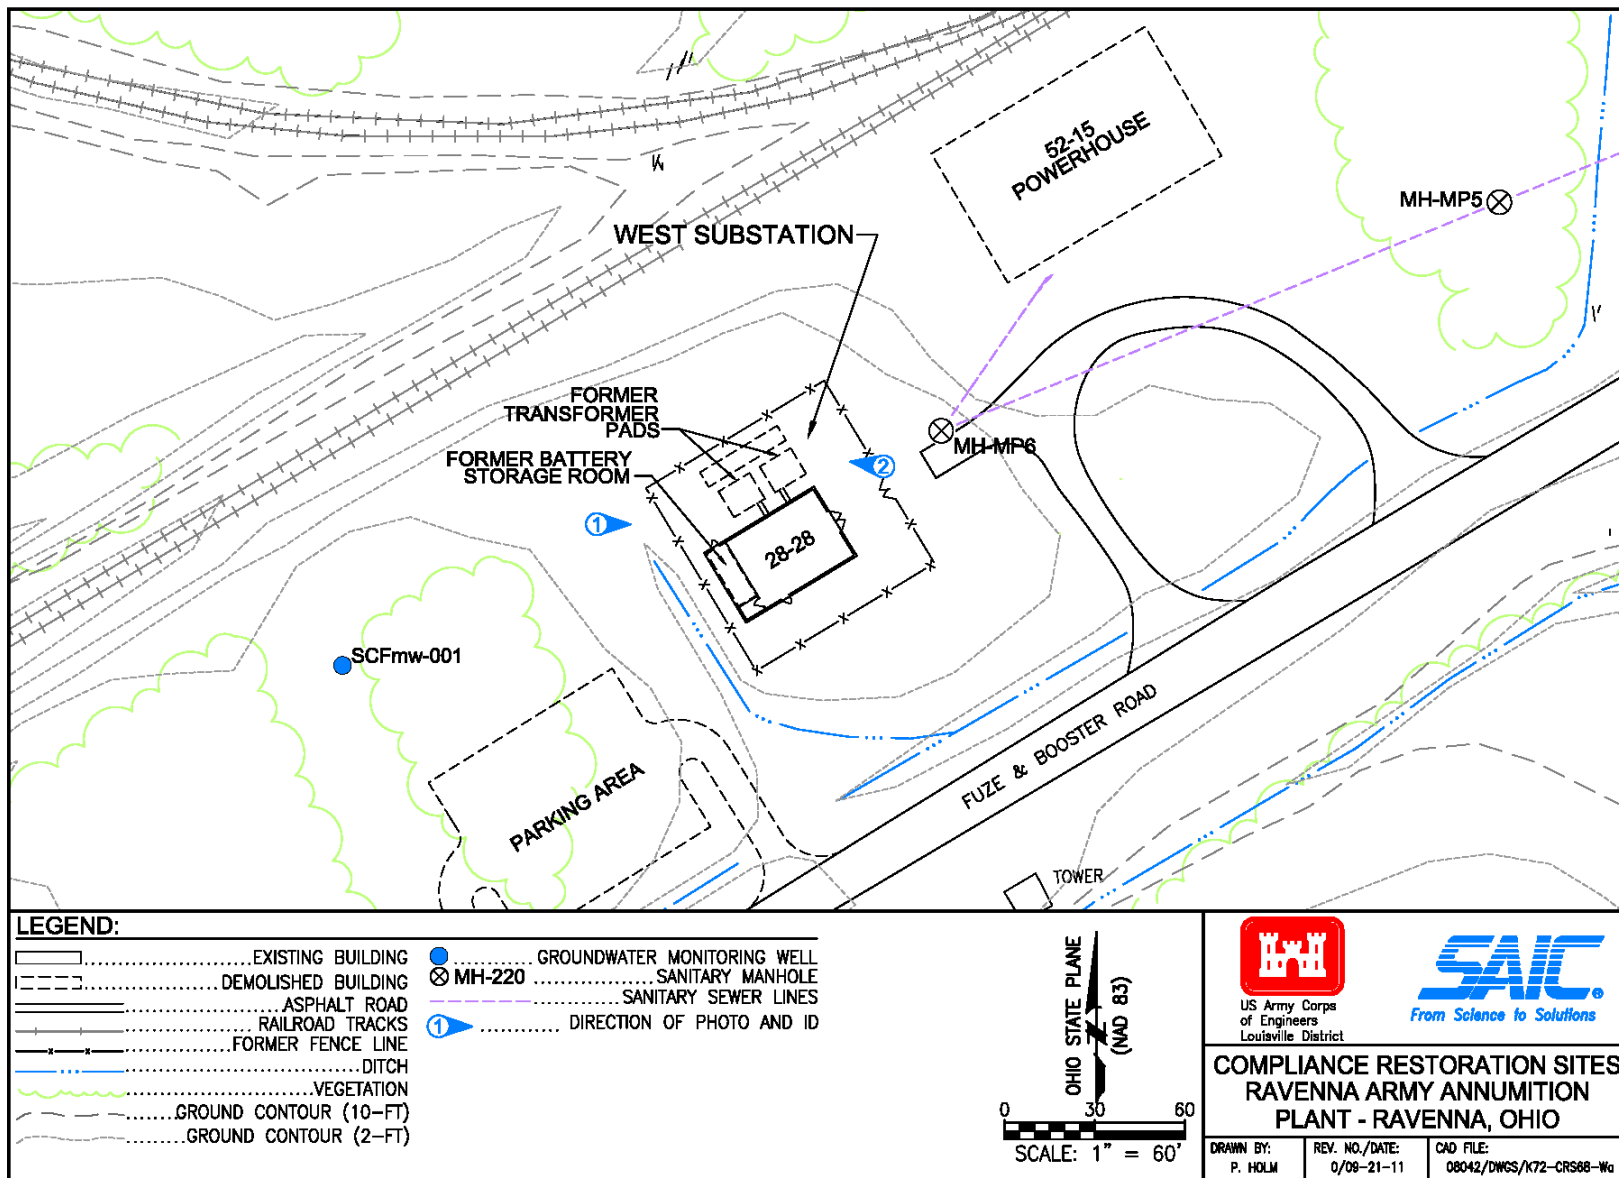 52-15
POWERHOUSE
MH-MP5
WEST SUBSTATION
FORMER
TRANSFORMER
PADS
MH-MP6
FORMER BATTERY
STORAGE ROOM
2
1
28-28
SCFmw-001
FUZE & BOOSTER ROAD
PARKING AREA
TOWER
LEGEND:
EXISTING BUILDING
DEMOLISHED BUILDING
ASPHALT ROAD
RAILROAD TRACKS
FORMER FENCE LINE
DITCH
VEGETATION
GROUND CONTOUR (10-FT)
GROUND CONTOUR (2-FT)
GROUNDWATER MONITORING WELL
MH-220 SANITARY MANHOLE
SANITARY SEWER LINES
1 DIRECTION OF PHOTO AND ID
OHIO STATE PLANE
(NAD 83)
0 30 60
SCALE: 1" = 60'
US Army Corps
of Engineers
Louisville District
SAIC®
From Science to Solutions
COMPLIANCE RESTORATION SITES
RAVENNA ARMY ANNUMITION
PLANT - RAVENNA, OHIO
DRAWN BY:
P. HOLM
REV. NO./DATE:
0/09-21-11
CAD FILE:
08042/DWGS/K72-CRS68-Wa